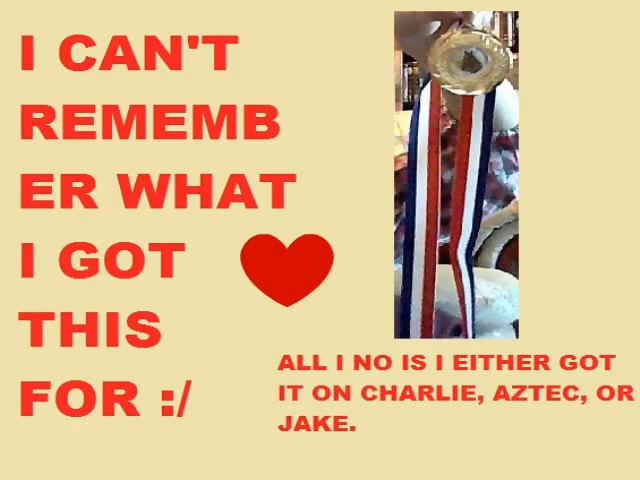 I CAN'T
REMEMB
ER WHAT
I GOT
THIS
FOR :/
ALL I NO IS I EITHER GOT
IT ON CHARLIE, AZTEC, OR
JAKE.